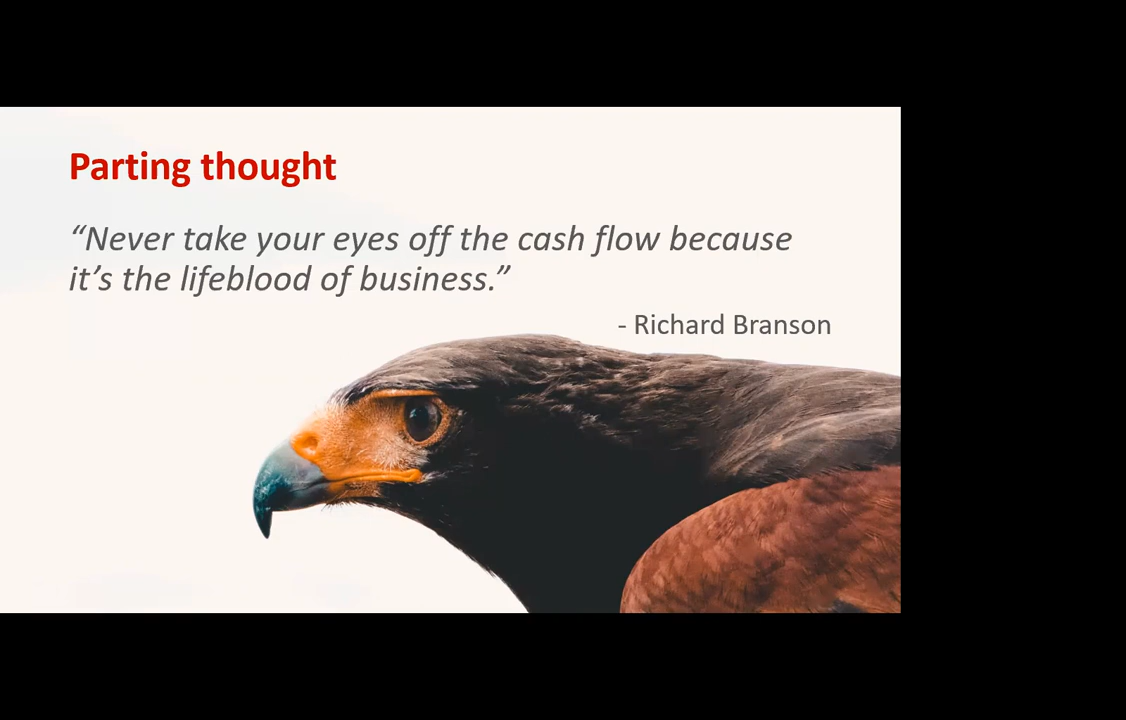 Parting thought
“Never take your eyes off the cash flow because
it’s the lifeblood of business.”
- Richard Branson